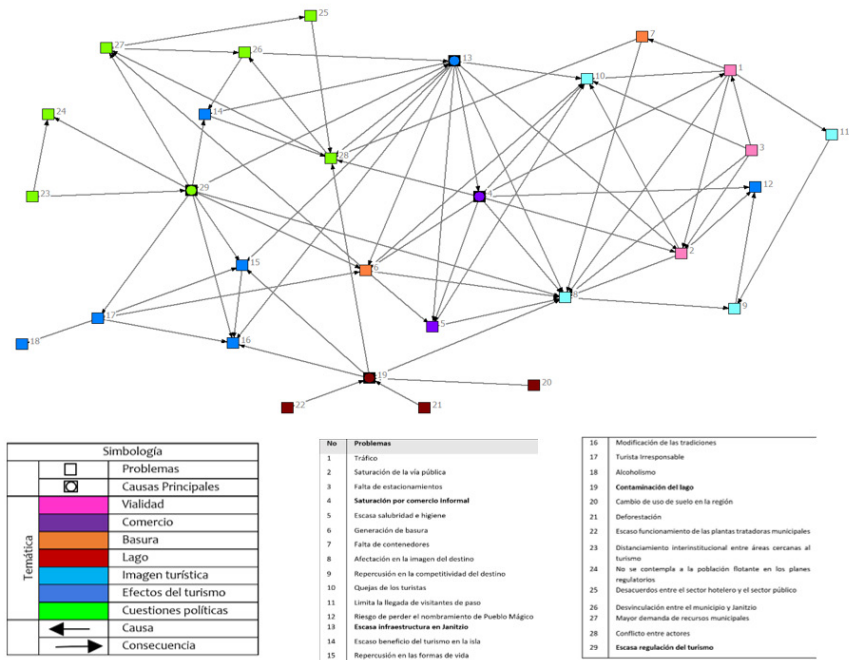 25
27
26
13
7
1
10
24
14
11
3
28
23
29
4
12
2
15
6
8
9
17
5
18
16
19
20
22
21
Simbología
Problemas
Causas Principales
Temática
Vialidad
Comercio
Basura
Lago
Imagen turística
Efectos del turismo
Cuestiones políticas
Causa
Consecuencia
No Problemas
1 Tráfico
2 Saturación de la vía pública
3 Falta de estacionamientos
4 Saturación por comercio informal
5 Escasa salubridad e higiene
6 Generación de basura
7 Falta de contenedores
8 Afectación en la imagen del destino
9 Repercusión en la competitividad del destino
10 Quejas de los turistas
11 Limita la llegada de visitantes de paso
12 Riesgo de perder el nombramiento de Pueblo Mágico
13 Escasa infraestructura en Janitzio
14 Escaso beneficio del turismo en la isla
15 Repercusión en las formas de vida
16 Modificación de las tradiciones
17 Turista Irresponsable
18 Alcoholismo
19 Contaminación del lago
20 Cambio de uso de suelo en la región
21 Deforestación
22 Escaso funcionamiento de las plantas tratadoras municipales
23 Distanciamiento interinstitucional entre áreas cercanas al
turismo
24 No se contempla a la población flotante en los planes
regulatorios
25 Desacuerdos entre el sector hotelero y el sector público
26 Desvinculación entre el municipio y Janitzio
27 Mayor demanda de recursos municipales
28 Conflicto entre actores
29 Escasa regulación del turismo